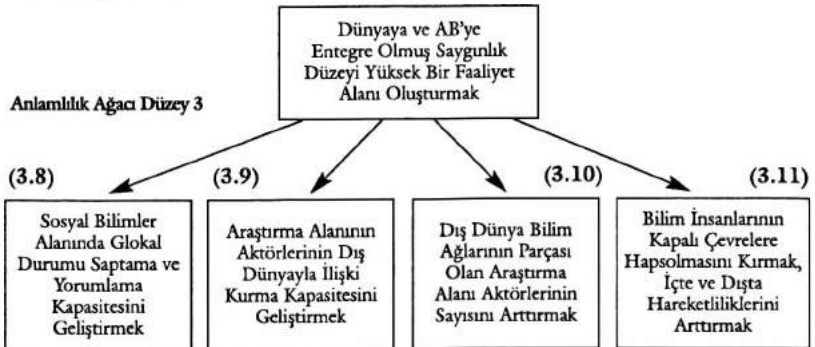 Dünyaya ve AB'ye
Entegre Olmuş Saygınlık
Düzeyi Yüksek Bir Faaliyet
Alanı Oluşturmak
Anlamlılık Ağacı Düzey 3
(3.8)
Sosyal Bilimler
Alanında Glokal
Durumu Saptama ve
Yorumlama
Kapasitesini
Geliştirmek
(3.9)
Araştırma Alanının
Aktörlerinin Dış
Dünyayla İlişki
Kurma Kapasitesini
Geliştirmek
(3.10)
Dış Dünya Bilim
Ağlarının Parçası
Olan Araştırma
Alanı Aktörlerinin
Sayısını Arttırmak
(3.11)
Bilim İnsanlarının
Kapalı Çevrelere
Hapsolmasını Kırmak,
İçte ve Dışta
Hareketliliklerini
Arttırmak